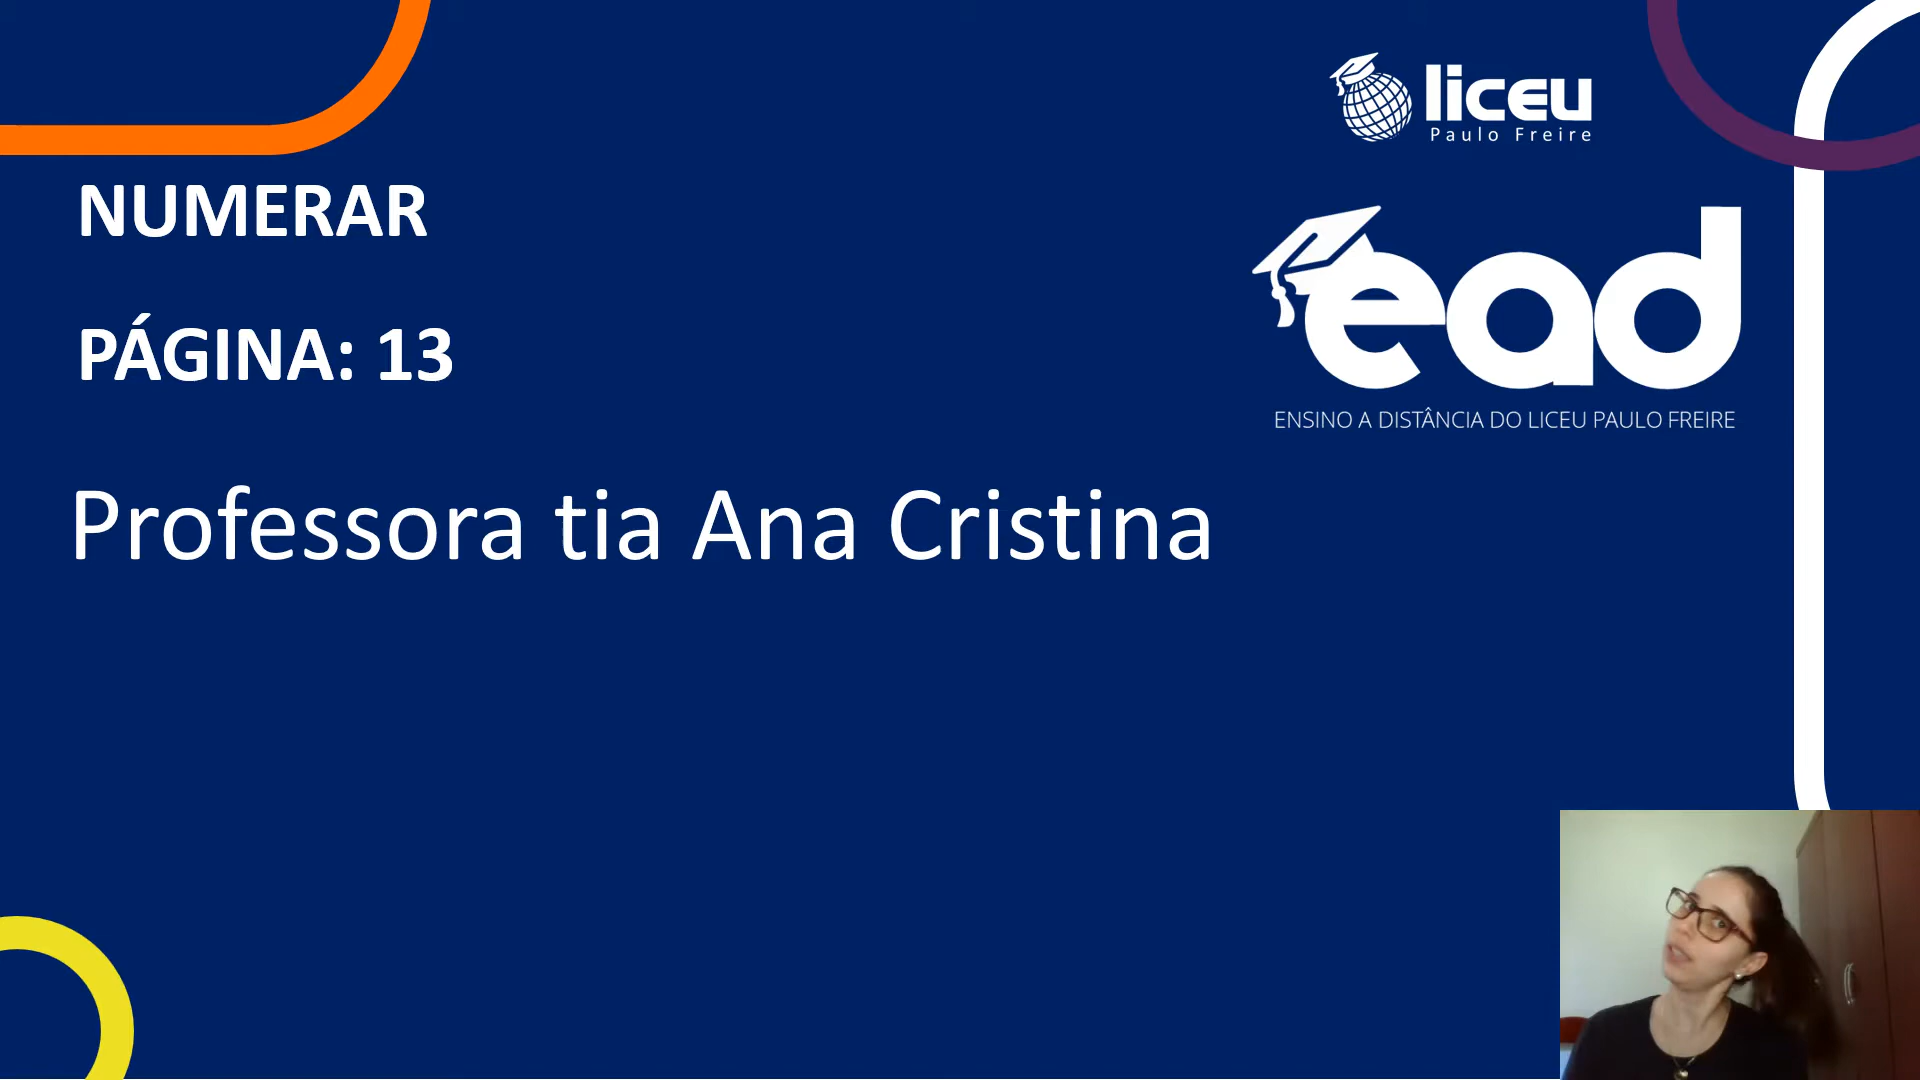 liceu
Paulo Freire
NUMERAR
PÁGINA: 13
ead
ENSINO A DISTÂNCIA DO LICEU PAULO FREIRE
Professora tia Ana Cristina